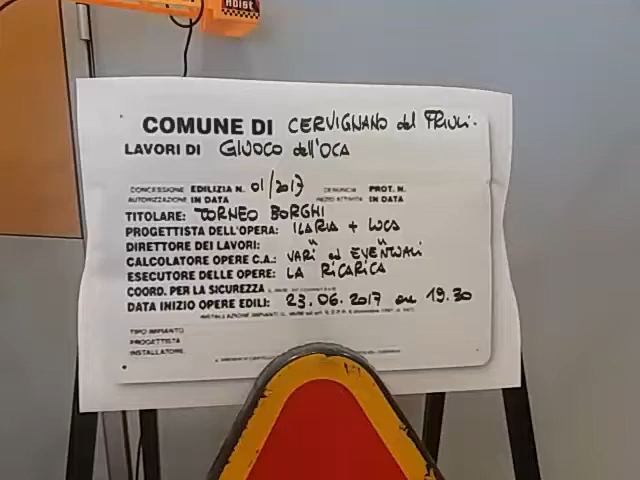 HOIST
COMUNE DI CERVIGNANO del FRIULI.
LAVORI DI GIUOCO dell'OCA
CONCESSIONE EDILIZIA N. 01/2017 DENUNCIA PROT. N.
AUTORIZZAZIONE IN DATA INIZIO ATTIVITÀ IN DATA
TITOLARE: TORNEO BORGHI
PROGETTISTA DELL'OPERA: ILARIA + LUCA
DIRETTORE DEI LAVORI: " "
CALCOLATORE OPERE C.A.: VARI ed EVENTUALI
ESECUTORE DELLE OPERE: LA RICARICA
COORD. PER LA SICUREZZA
DATA INIZIO OPERE EDILI: 23.06.2017 ore 19.30
TIPO IMPIANTO
PROGETTISTA
INSTALLATORE